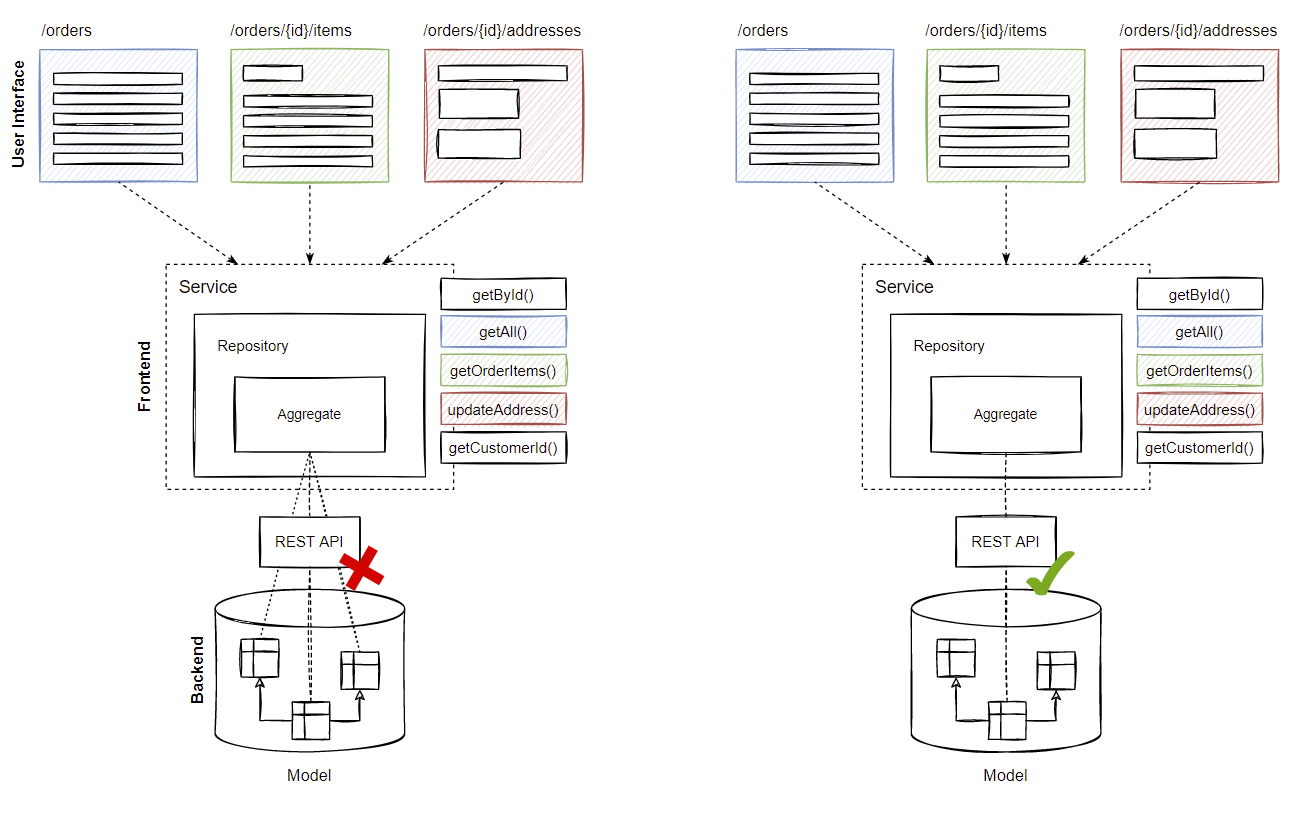 /orders
/orders/{id}/items
/orders/{id}/addresses
User Interface
Service
Repository
Aggregate
getById()
getAll()
getOrderItems()
updateAddress()
getCustomerId()
Frontend
REST API
Backend
Model
/orders
/orders/{id}/items
/orders/{id}/addresses
Service
Repository
Aggregate
getById()
getAll()
getOrderItems()
updateAddress()
getCustomerId()
REST API
Model